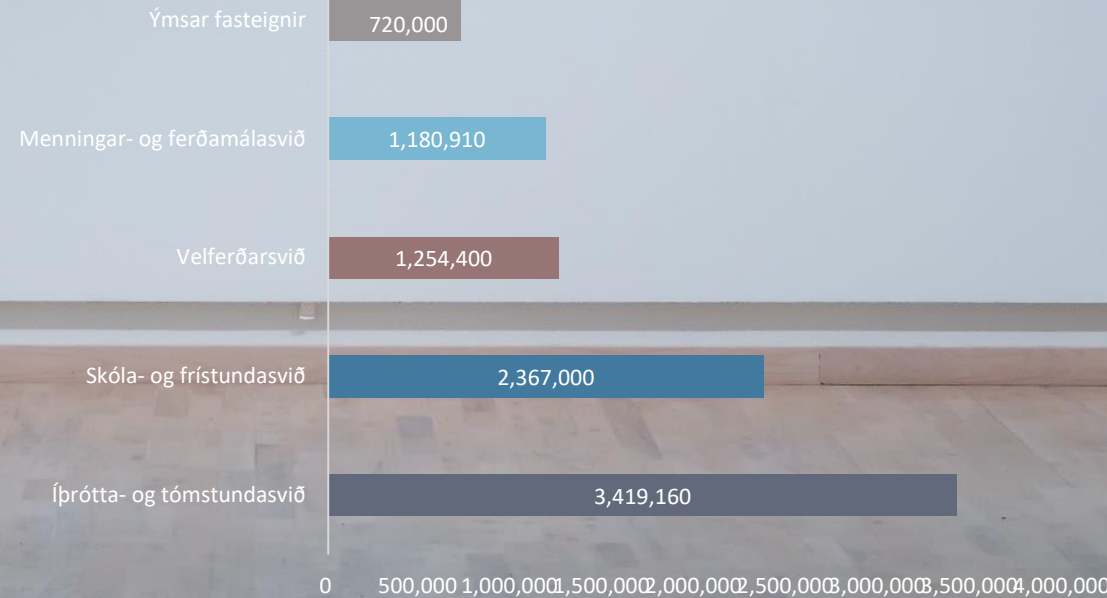 Ýmsar fasteignir 720,000
Menningar- og ferðamálasvið 1,180,910
Velferðarsvið 1,254,400
Skóla- og frístundasvið 2,367,000
Íþrótta- og tómstundasvið 3,419,160
0 500,000 1,000,000 1,500,000 2,000,000 2,500,000 3,000,000 3,500,000 4,000,000